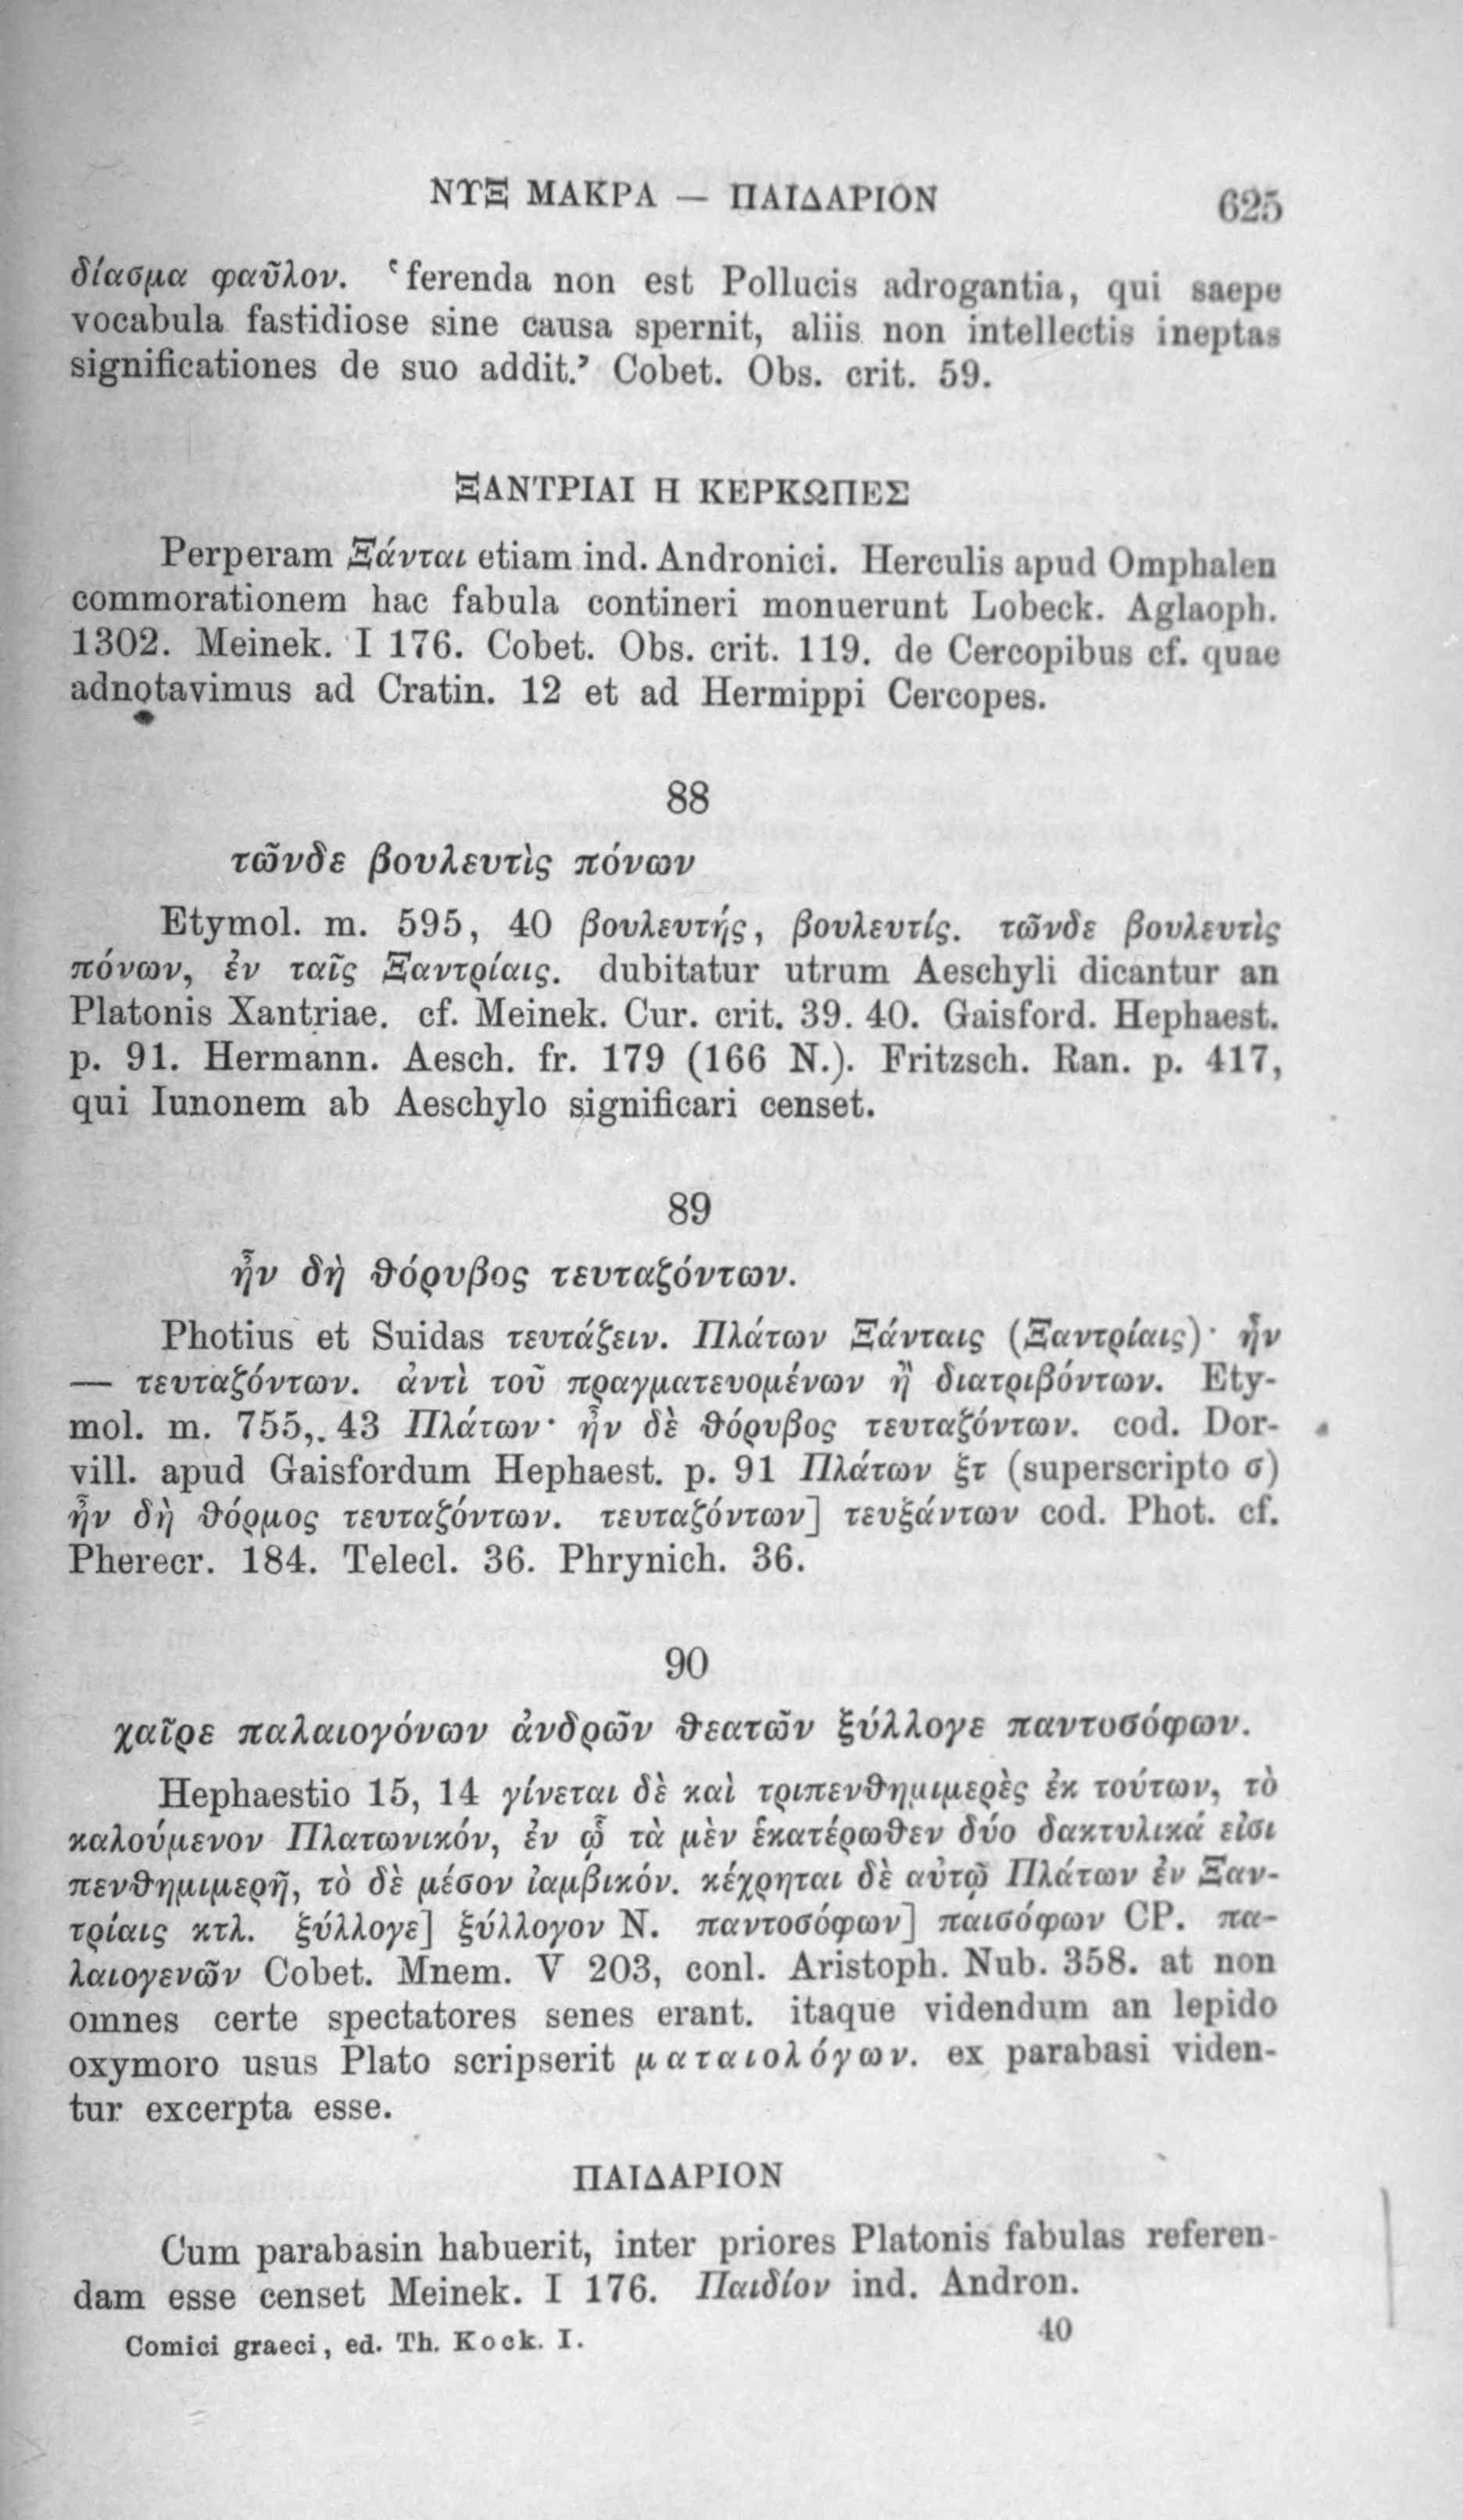 ΝΥΞ ΜΑΚΡΑ — ΠΑΙΔΑΡΙΟΝ 625
δίασμα φαῦλον. ‘ferenda non est Pollucis adrogantia, qui saepe
vocabula fastidiose sine causa spernit, aliis non intellectis ineptas
significationes de suo addit.’ Cobet. Obs. crit. 59.
ΞΑΝΤΡΙΑΙ Η ΚΕΡΚΩΠΕΣ
Perperam Ξάνται etiam ind. Andronici. Herculis apud Omphalen
commorationem hac fabula contineri monuerunt Lobeck. Aglaoph.
1302. Meinek. I 176. Cobet. Obs. crit. 119. de Cercopibus cf. quae
adnotavimus ad Cratin. 12 et ad Hermippi Cercopes.
88
τῶνδε βουλευτὶς πόνων
Etymol. m. 595, 40 βουλευτής, βουλευτίς. τῶνδε βουλευτὶς
πόνων, ἐν ταῖς Ξαντρίαις. dubitatur utrum Aeschyli dicantur an
Platonis Xantriae. cf. Meinek. Cur. crit. 39. 40. Gaisford. Hephaest.
p. 91. Hermann. Aesch. fr. 179 (166 N.). Fritzsch. Ran. p. 417,
qui Iunonem ab Aeschylo significari censet.
89
ἦν δὴ θόρυβος τευταζόντων.
Photius et Suidas τευτάζειν. Πλάτων Ξάνταις (Ξαντρίαις)· ἦν
— τευταζόντων. ἀντὶ τοῦ πραγματευομένων ἢ διατριβόντων. Ety-
mol. m. 755, 43 Πλάτων· ἦν δὲ θόρυβος τευταζόντων. cod. Dor-
vill. apud Gaisfordum Hephaest. p. 91 Πλάτων ξτ (superscripto σ)
ἦν δὴ θόρμος τευταζόντων. τευταζόντων] τευξάντων cod. Phot. cf.
Pherecr. 184. Telecl. 36. Phrynich. 36.
90
χαῖρε παλαιογόνων ἀνδρῶν θεατῶν ξύλλογε παντοσόφων.
Hephaestio 15, 14 γίνεται δὲ καὶ τριπενθημιμερὲς ἐκ τούτων, τὸ
καλούμενον Πλατωνικόν, ἐν ᾧ τὰ μὲν ἑκατέρωθεν δύο δακτυλικά εἰσι
πενθημιμερῆ, τὸ δὲ μέσον ἰαμβικόν. κέχρηται δὲ αὐτῷ Πλάτων ἐν Ξαν-
τρίαις κτλ. ξύλλογε] ξύλλογον N. παντοσόφων] παισόφων CP. πα-
λαιογενῶν Cobet. Mnem. V 203, conl. Aristoph. Nub. 358. at non
omnes certe spectatores senes erant. itaque videndum an lepido
oxymoro usus Plato scripserit ματαιολόγων. ex parabasi viden-
tur excerpta esse.
ΠΑΙΔΑΡΙΟΝ
Cum parabasin habuerit, inter priores Platonis fabulas referen-
dam esse censet Meinek. I 176. Παιδίον ind. Andron.
Comici graeci, ed. Th. Kock. I. 40